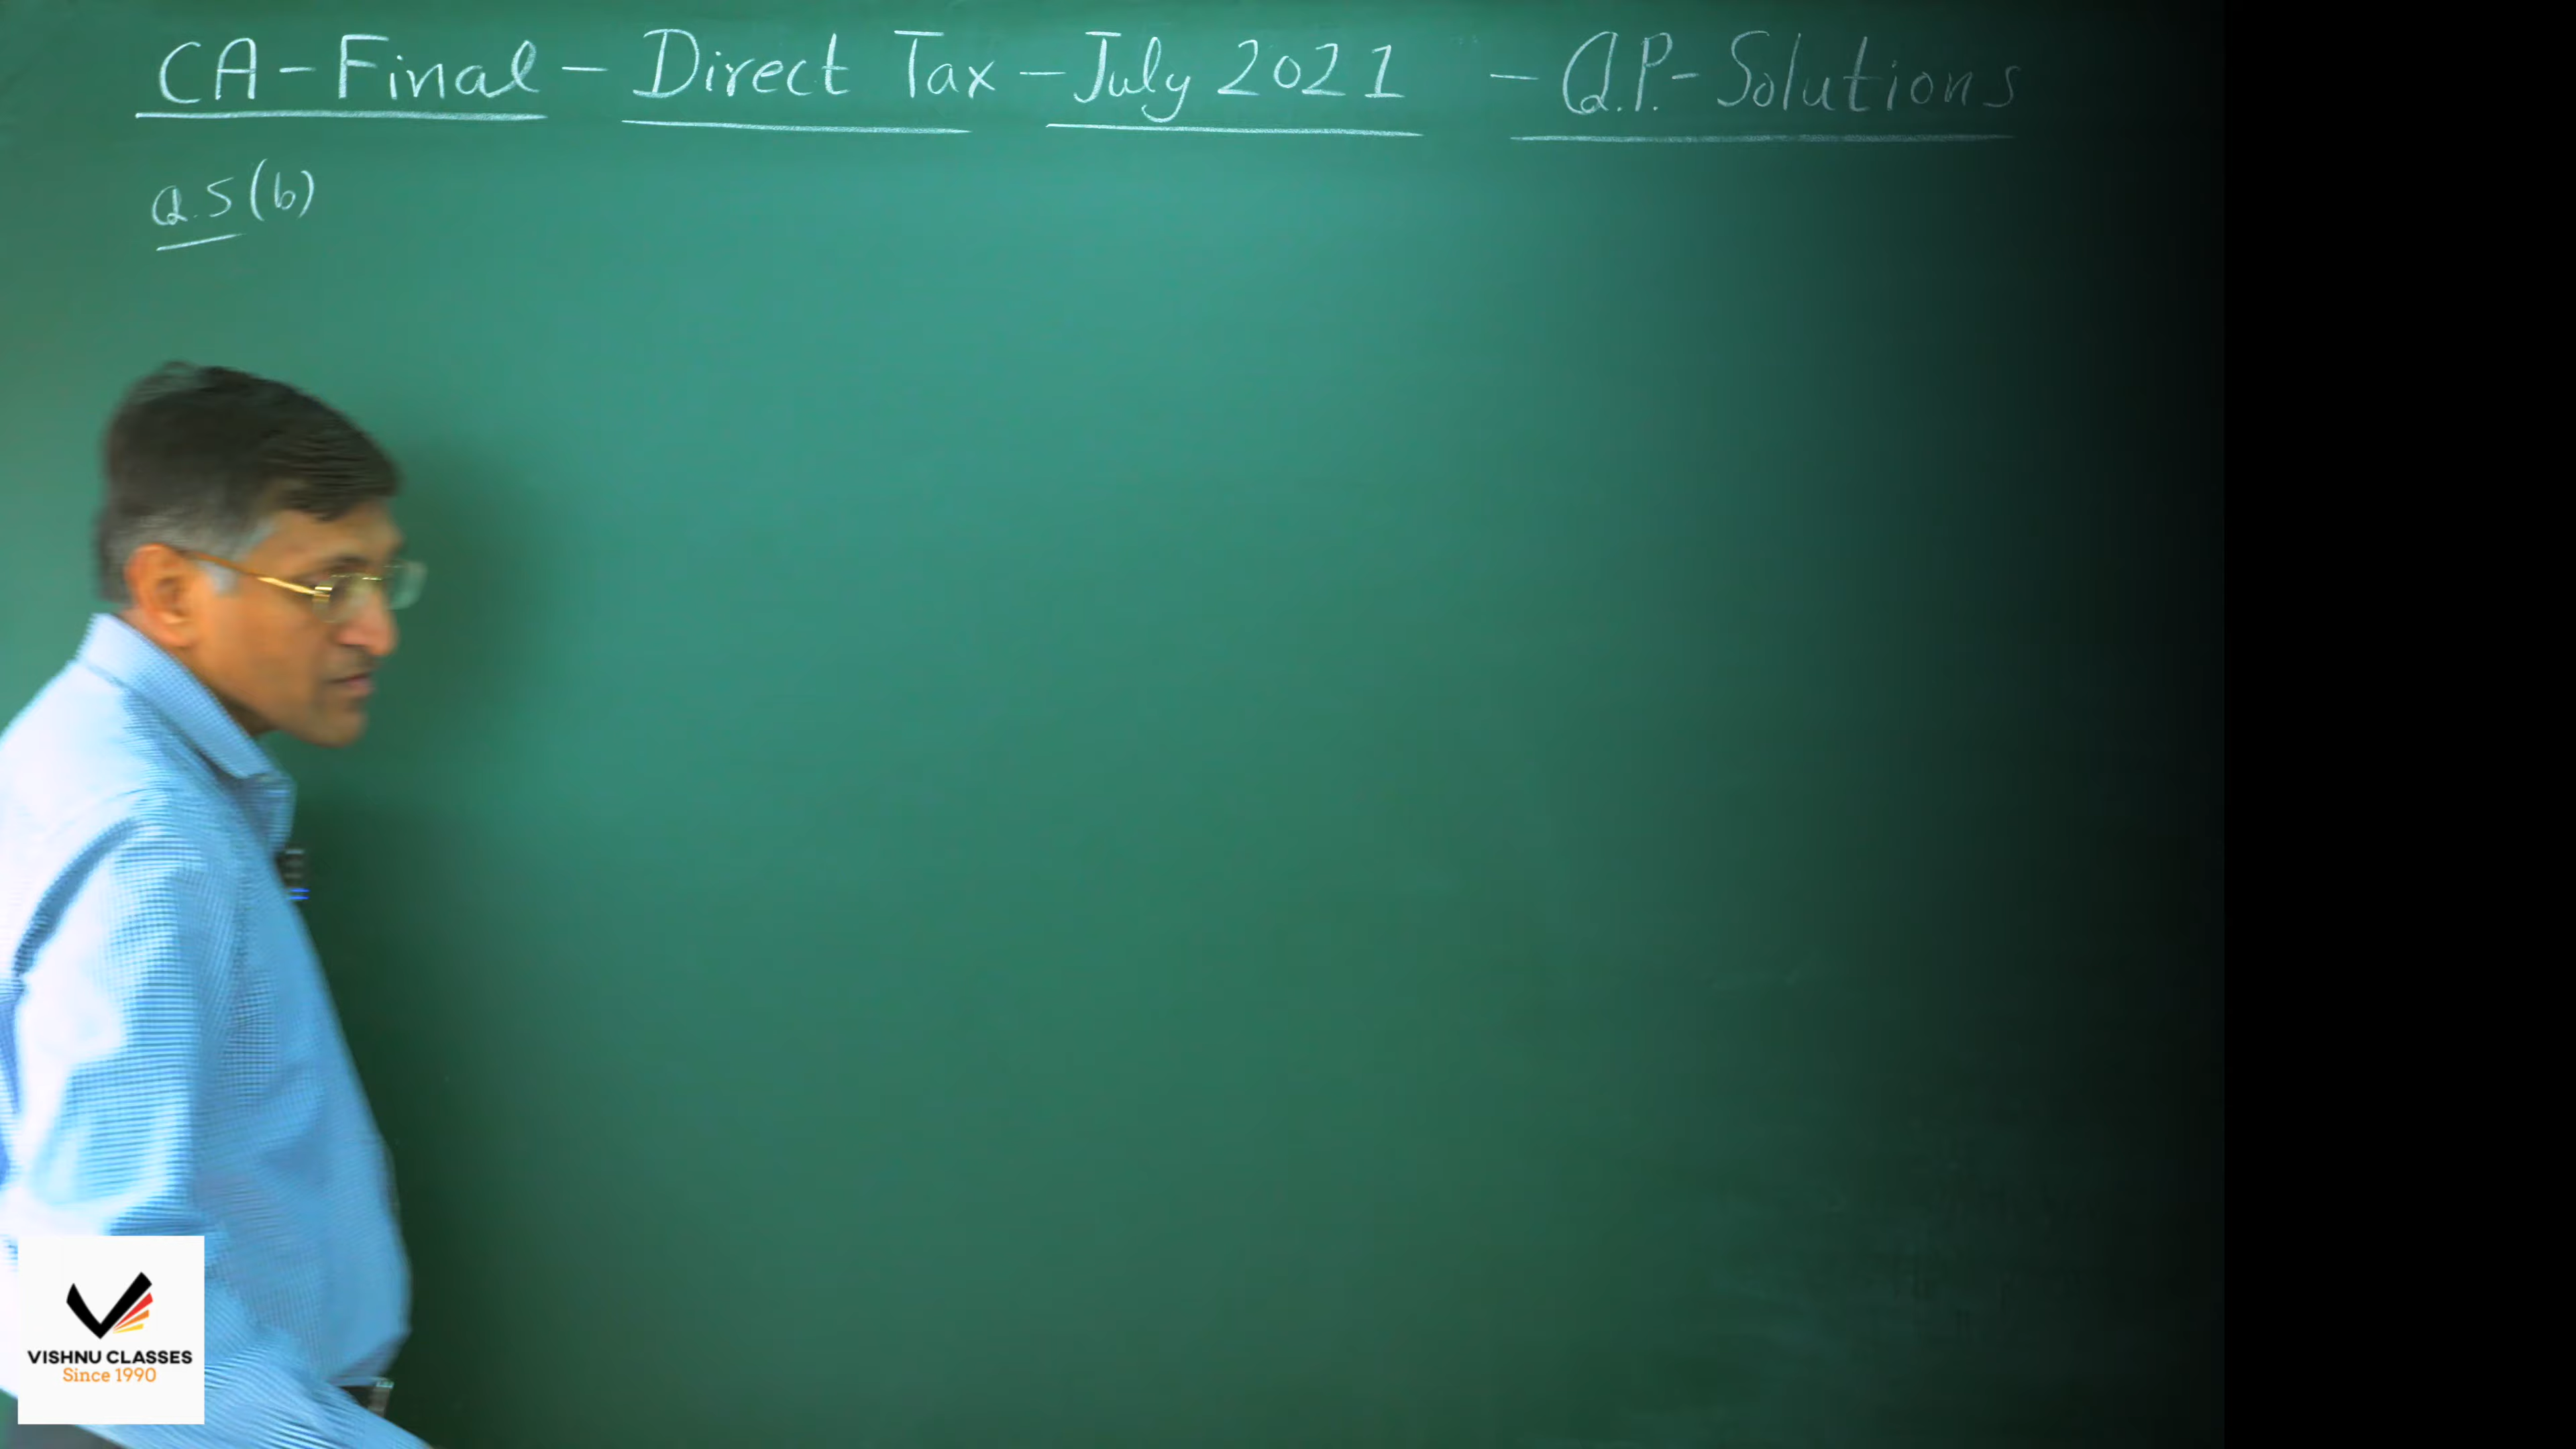 CA-Final - Direct Tax - July 2021 - Q.P.-Solutions
Q.5(b)
VISHNU CLASSES
Since 1990